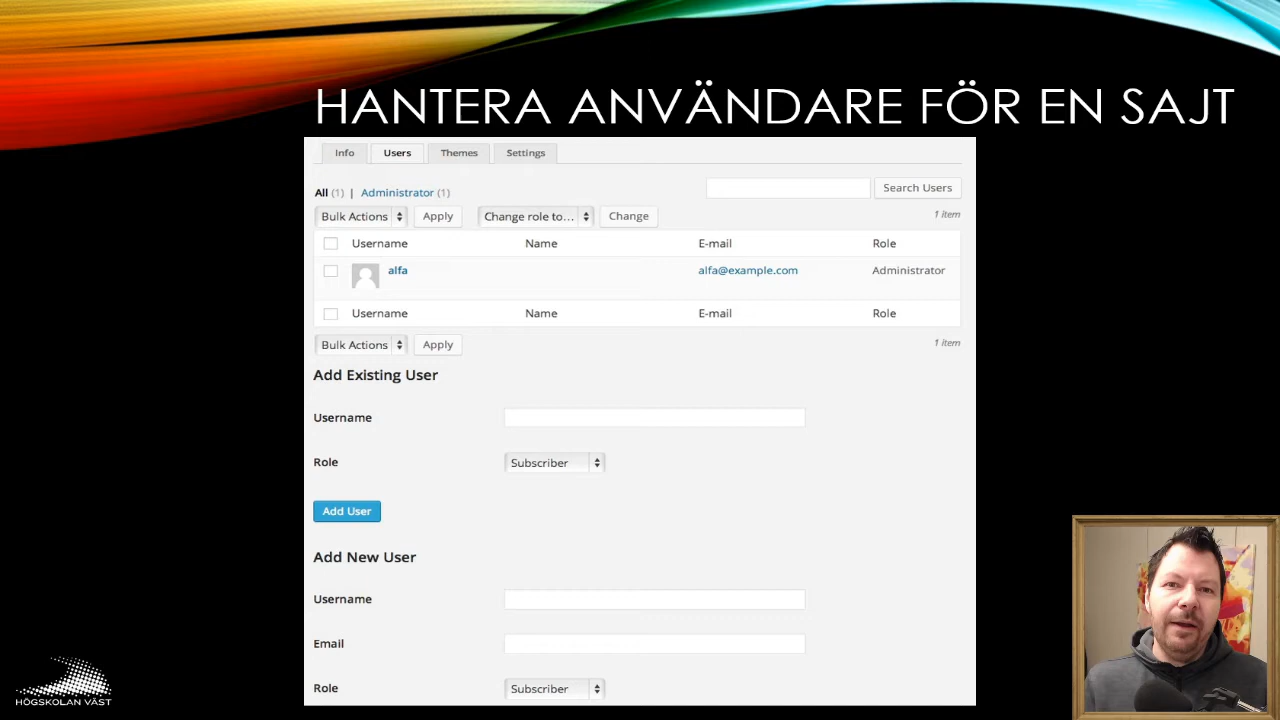 HANTERA ANVÄNDARE FÖR EN SAJT
Info Users Themes Settings
All (1) | Administrator (1) Search Users
Bulk Actions Apply Change role to... Change 1 item
Username Name E-mail Role
alfa alfa@example.com Administrator
Username Name E-mail Role
Bulk Actions Apply 1 item
Add Existing User
Username
Role Subscriber
Add User
Add New User
Username
Email
Role Subscriber
HÖGSKOLAN VÄST